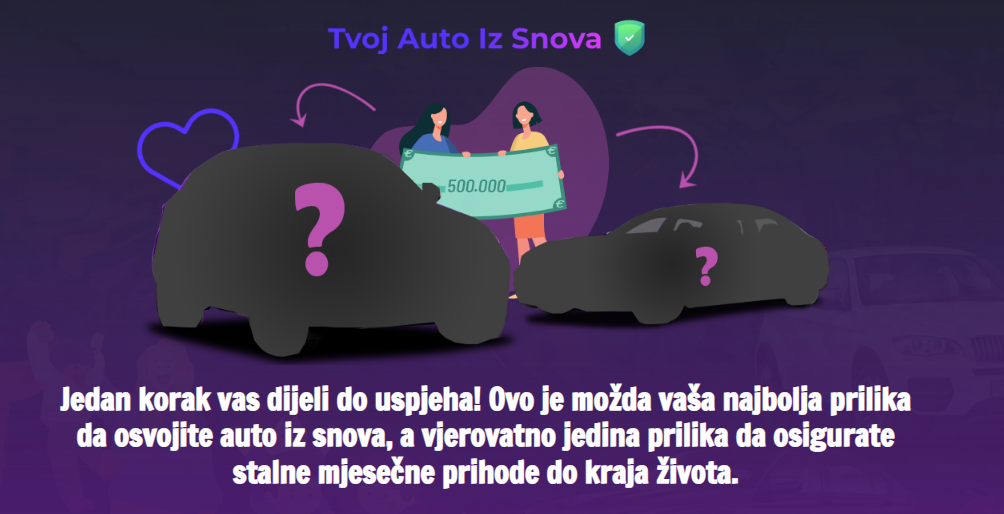 Tvoj Auto Iz Snova
500.000
?
?
Jedan korak vas dijeli do uspjeha! Ovo je možda vaša najbolja prilika
da osvojite auto iz snova, a vjerovatno jedina prilika da osigurate
stalne mjesečne prihode do kraja života.